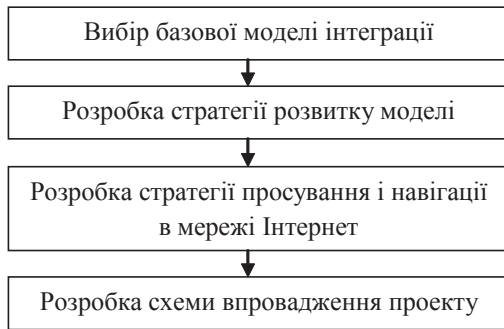 Вибір базової моделі інтеграції
Розробка стратегії розвитку моделі
Розробка стратегії просування і навігації
в мережі Інтернет
Розробка схеми впровадження проекту